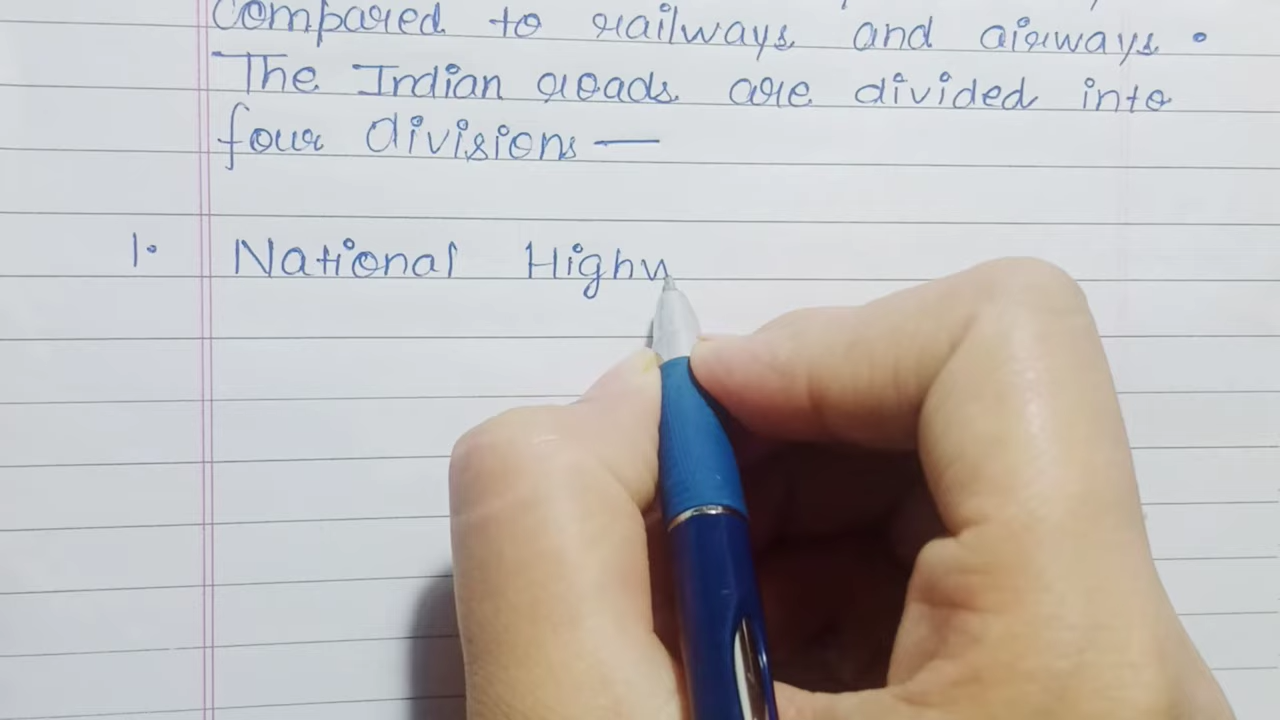 Compared to railways and airways.
The Indian roads are divided into
four divisions —
1. National Highw